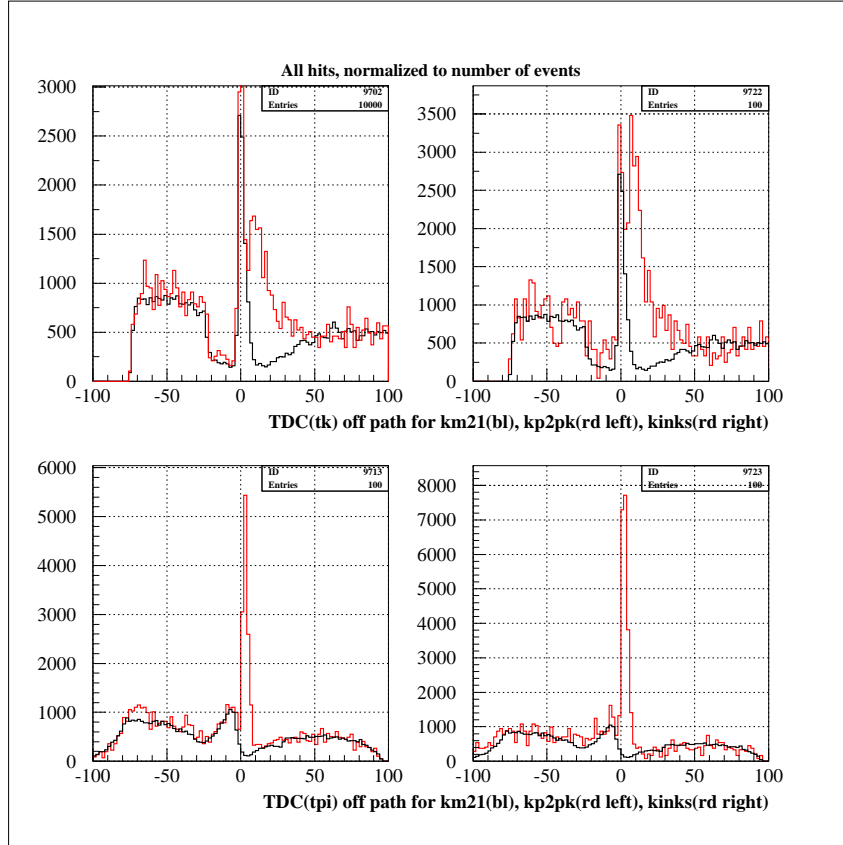 All hits, normalized to number of events
ID 9702
Entries 10000
3000
2500
2000
1500
1000
500
0
-100 -50 0 50 100
ID 9722
Entries 100
3500
3000
2500
2000
1500
1000
500
0
-100 -50 0 50 100
TDC(tk) off path for km21(bl), kp2pk(rd left), kinks(rd right)
ID 9713
Entries 100
6000
5000
4000
3000
2000
1000
0
-100 -50 0 50 100
ID 9723
Entries 100
8000
7000
6000
5000
4000
3000
2000
1000
0
-100 -50 0 50 100
TDC(tpi) off path for km21(bl), kp2pk(rd left), kinks(rd right)